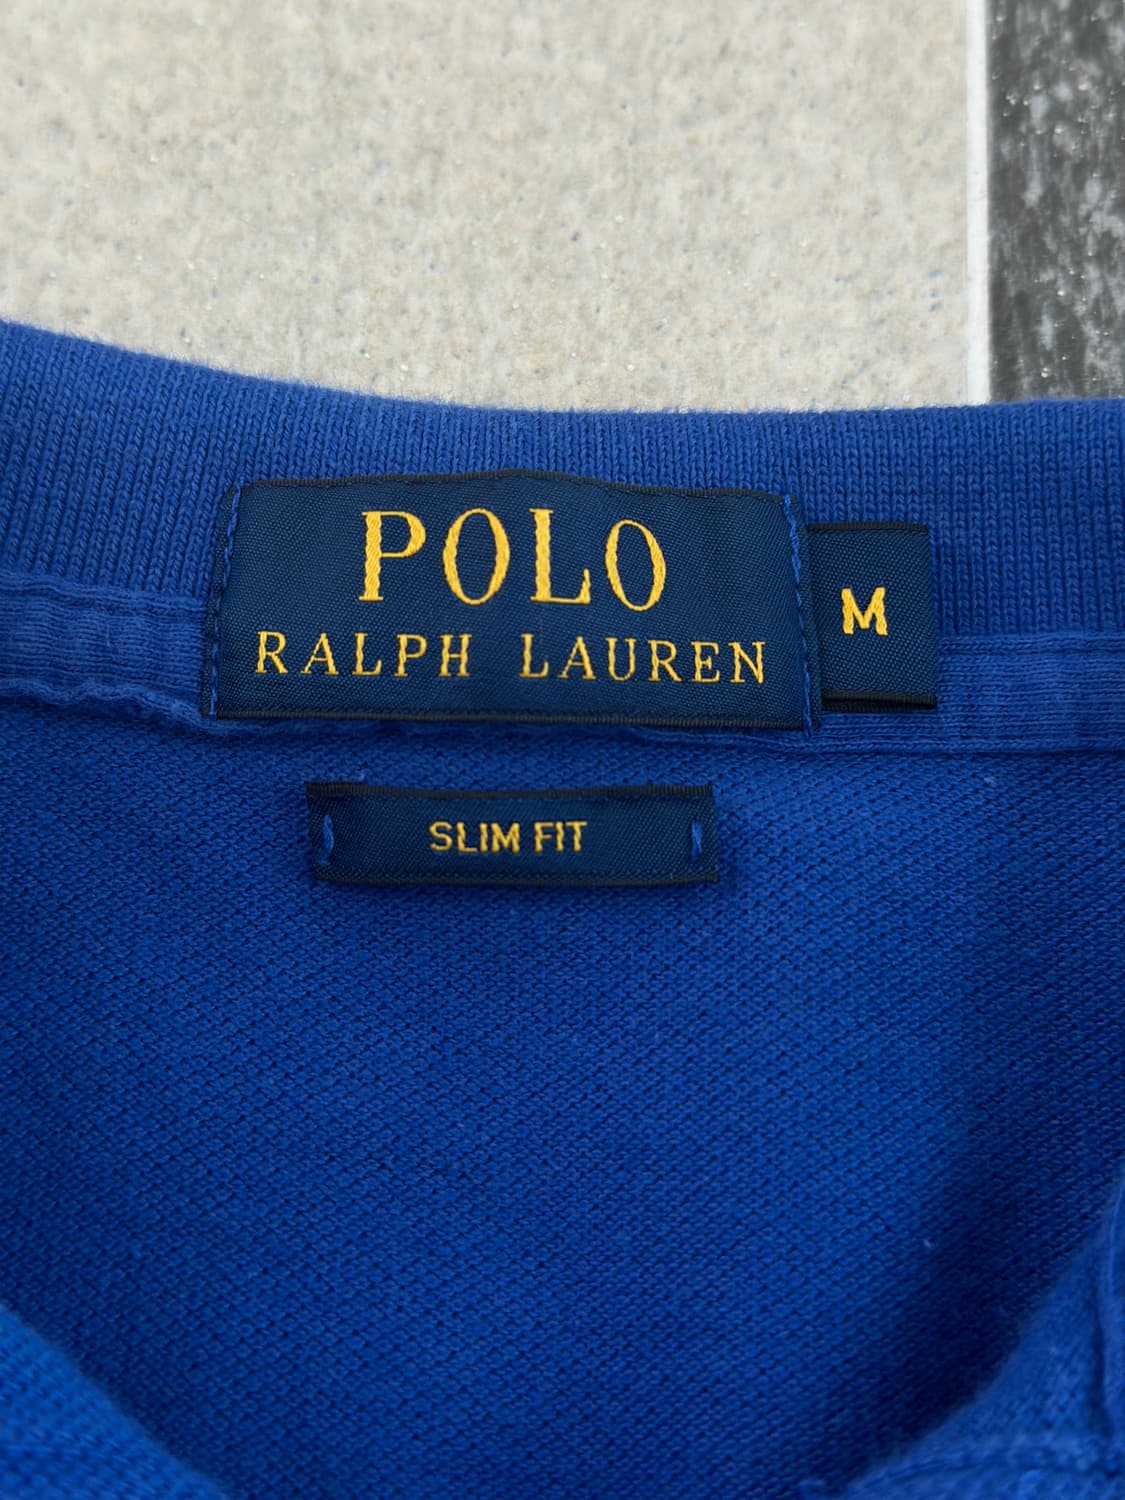 POLO
RALPH LAUREN
M
SLIM FIT